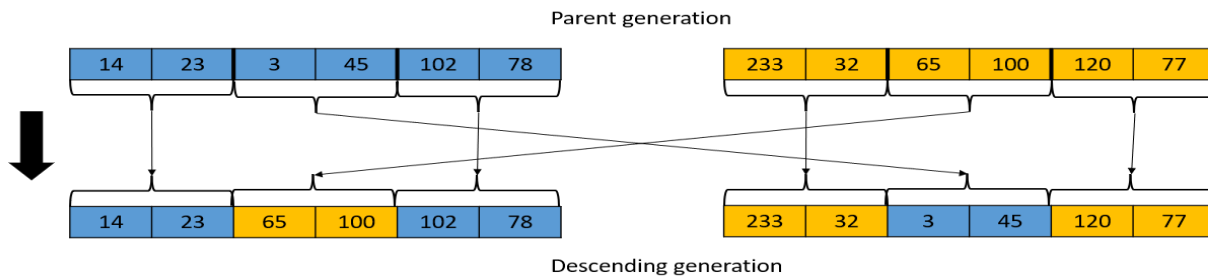 Parent generation
14 23 3 45 102 78 233 32 65 100 120 77
14 23 65 100 102 78 233 32 3 45 120 77
Descending generation